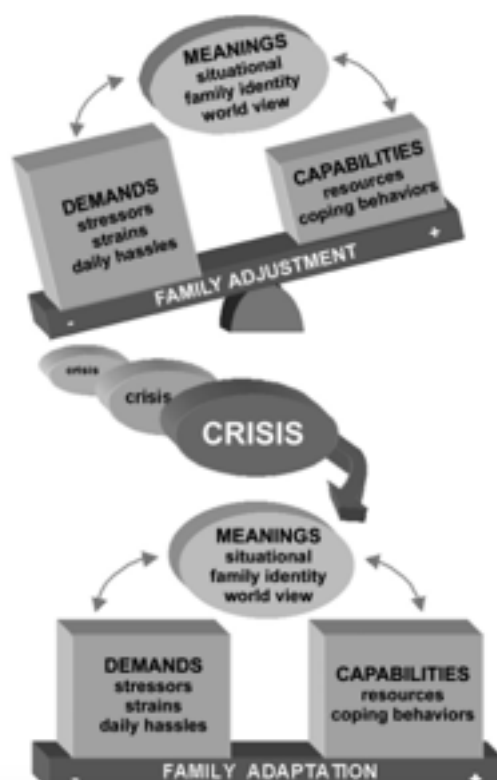 MEANINGS
situational
family identity
world view
DEMANDS
stressors
strains
daily hassles
CAPABILITIES
resources
coping behaviors
- +
FAMILY ADJUSTMENT
crisis
crisis
CRISIS
MEANINGS
situational
family identity
world view
DEMANDS
stressors
strains
daily hassles
CAPABILITIES
resources
coping behaviors
- FAMILY ADAPTATION +